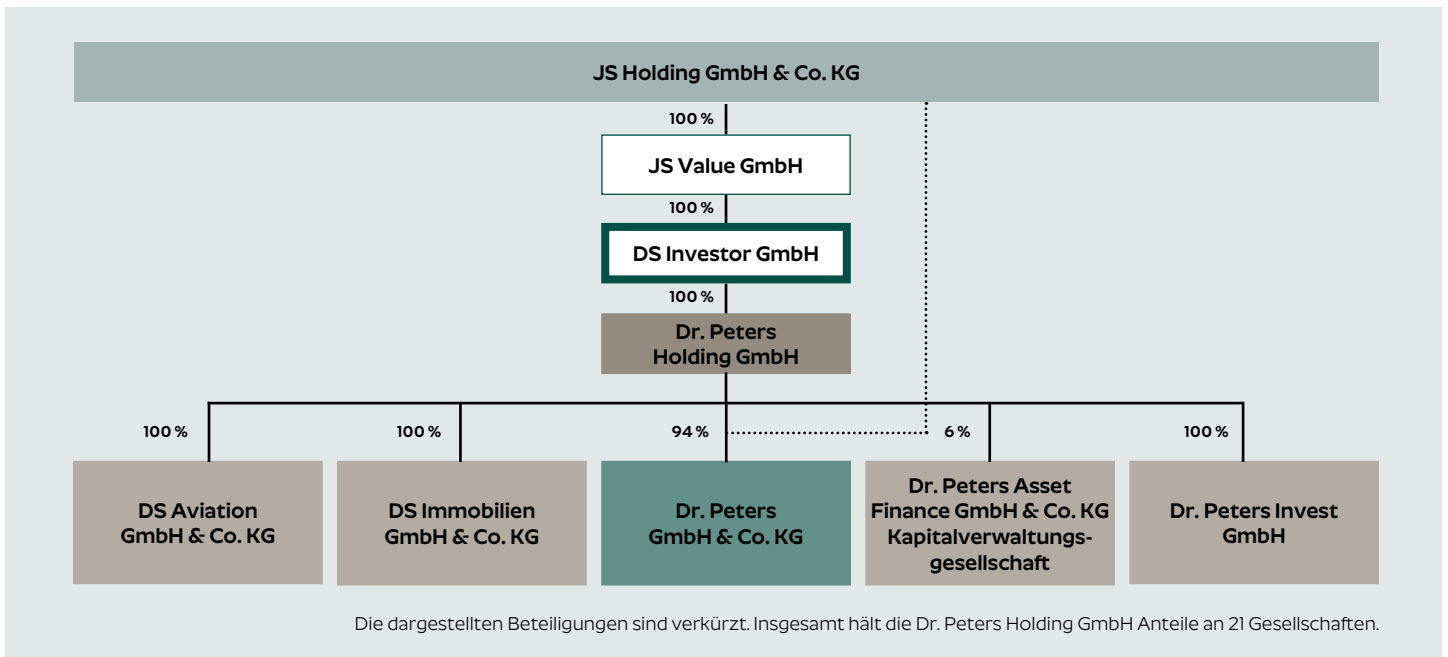 JS Holding GmbH & Co. KG
100 %
JS Value GmbH
100 %
DS Investor GmbH
100 %
Dr. Peters
Holding GmbH
100 %
100 %
94 %
6 %
100 %
DS Aviation
GmbH & Co. KG
DS Immobilien
GmbH & Co. KG
Dr. Peters
GmbH & Co. KG
Dr. Peters Asset
Finance GmbH & Co. KG
Kapitalverwaltungs-
gesellschaft
Dr. Peters Invest
GmbH
Die dargestellten Beteiligungen sind verkürzt. Insgesamt hält die Dr. Peters Holding GmbH Anteile an 21 Gesellschaften.